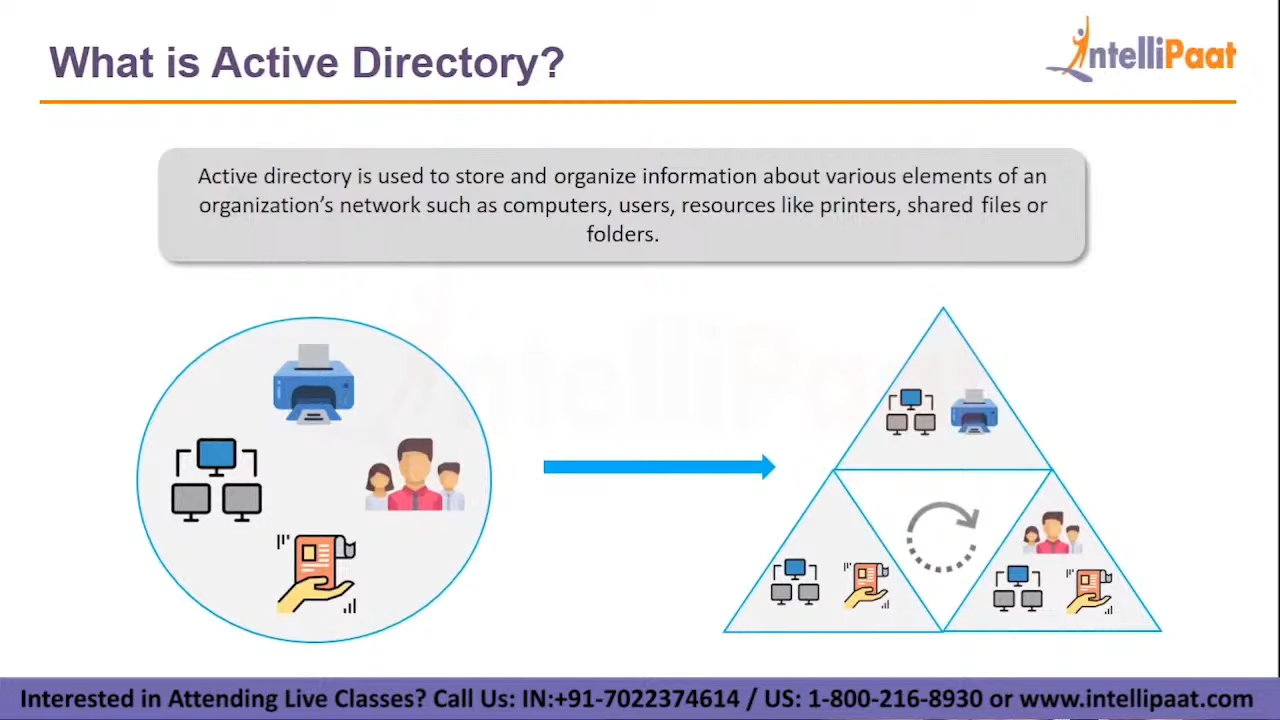 What is Active Directory?
IntelliPaat
Active directory is used to store and organize information about various elements of an
organization's network such as computers, users, resources like printers, shared files or
folders.
IntelliPaat
Interested in Attending Live Classes? Call Us: IN:+91-7022374614 / US: 1-800-216-8930 or www.intellipaat.com